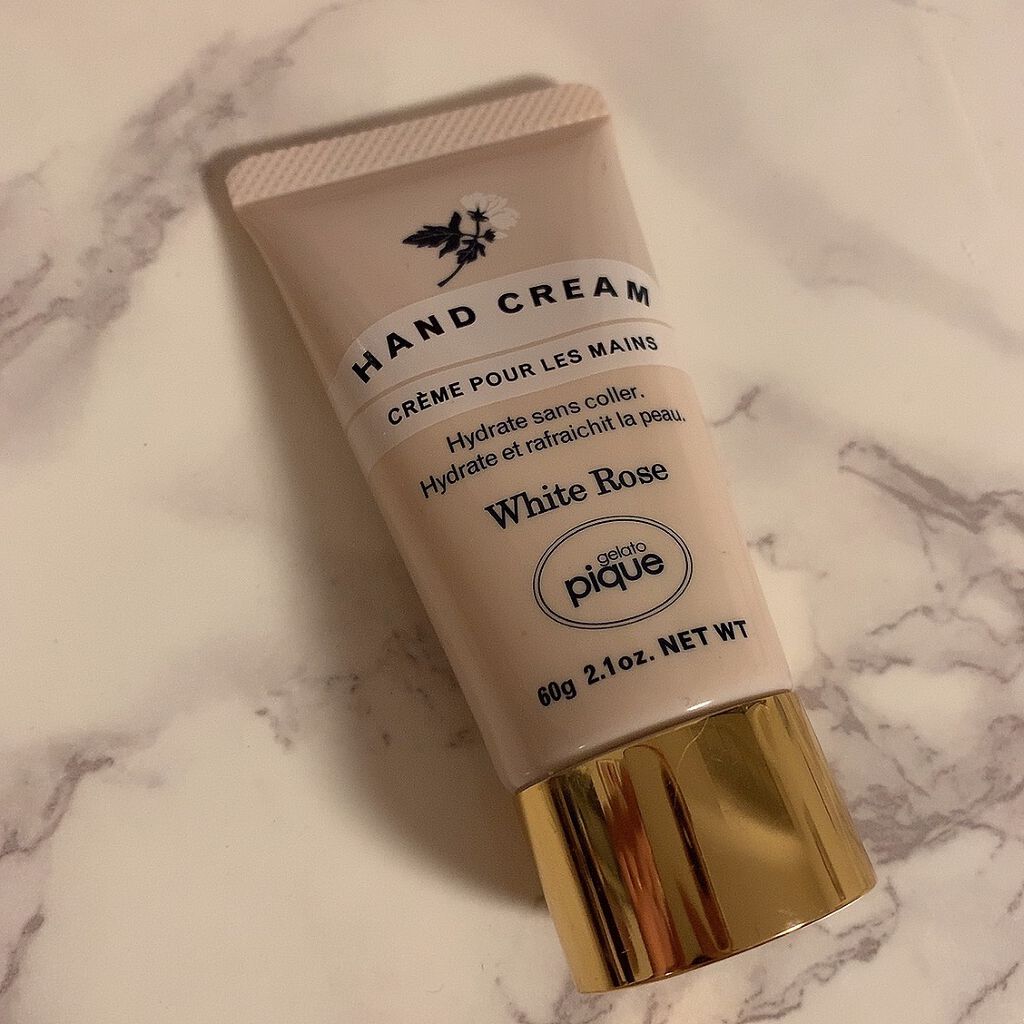 HAND CREAM
CRÈME POUR LES MAINS
Hydrate sans coller.
Hydrate et rafraichit la peau.
White Rose
gelato
pique
60g 2.1oz. NET WT